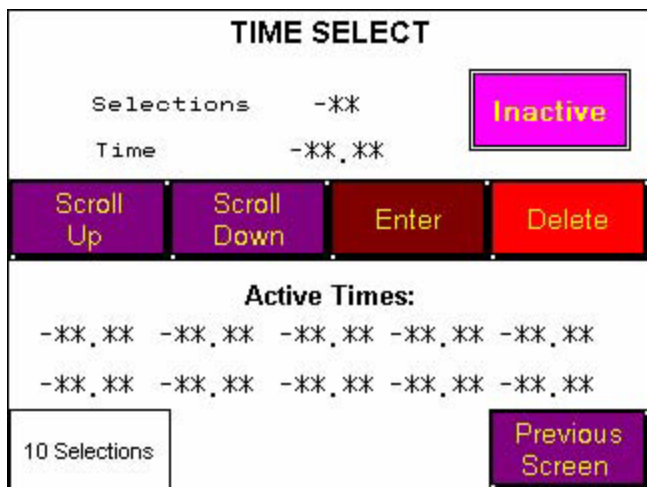 TIME SELECT
Selections -**
Inactive
Time -**.**
Scroll Up
Scroll Down
Enter
Delete
Active Times:
-**.** -**.** -**.** -**.** -**.**
-**.** -**.** -**.** -**.** -**.**
10 Selections
Previous
Screen